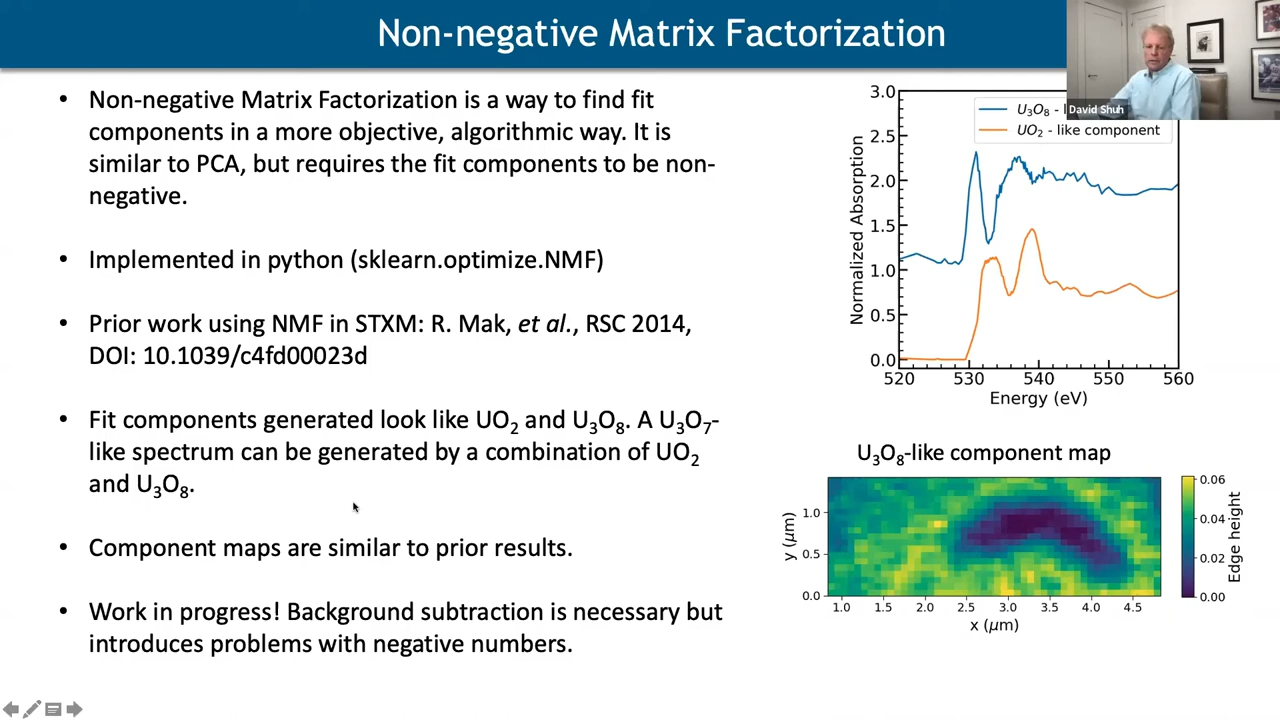 Non-negative Matrix Factorization
David Shuh
• Non-negative Matrix Factorization is a way to find fit
components in a more objective, algorithmic way. It is
similar to PCA, but requires the fit components to be non-
negative.
• Implemented in python (sklearn.optimize.NMF)
• Prior work using NMF in STXM: R. Mak, et al., RSC 2014,
DOI: 10.1039/c4fd00023d
• Fit components generated look like UO₂ and U₃O₈. A U₃O₇-
like spectrum can be generated by a combination of UO₂
and U₃O₈.
• Component maps are similar to prior results.
• Work in progress! Background subtraction is necessary but
introduces problems with negative numbers.
U₃O₈ -
UO₂ - like component
Normalized Absorption
3.0
2.5
2.0
1.5
1.0
0.5
0.0
520 530 540 550 560
Energy (eV)
U₃O₈-like component map
y (μm)
1.0
0.5
0.0
1.0 1.5 2.0 2.5 3.0 3.5 4.0 4.5
x (μm)
0.06
0.04
0.02
0.00
Edge height